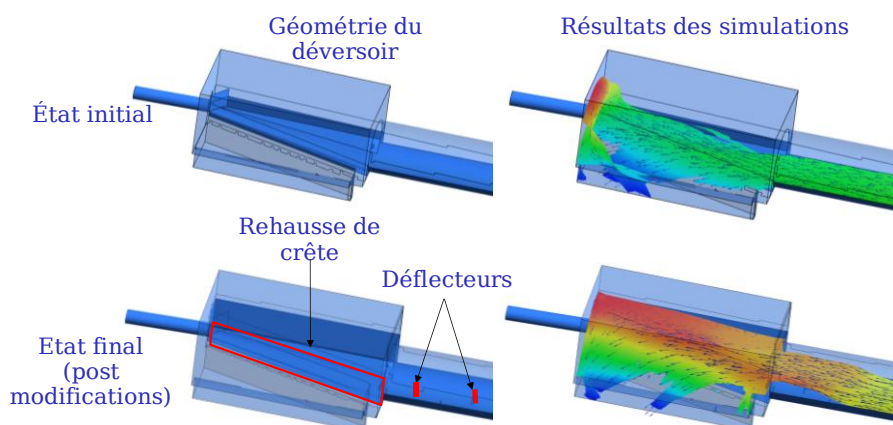 Géométrie du
déversoir
Résultats des simulations
État initial
Rehausse de
crête
Déflecteurs
Etat final
(post
modifications)